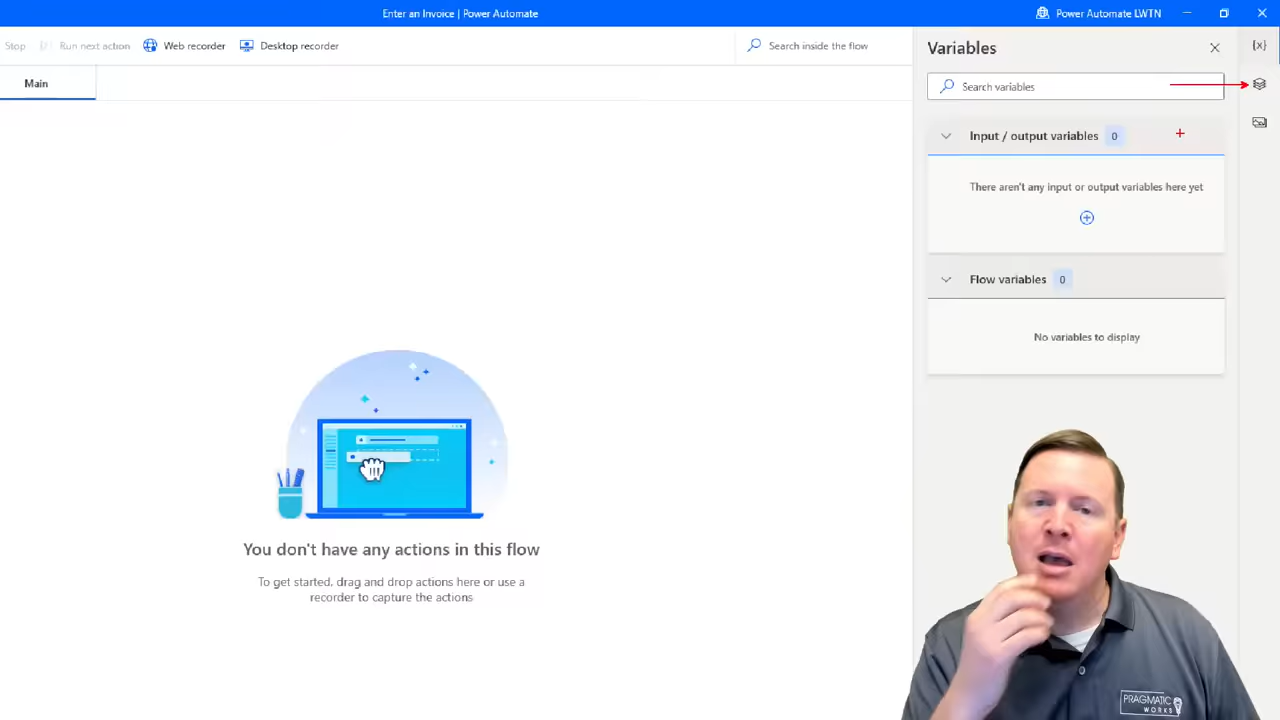 Enter an Invoice | Power Automate
Power Automate LWTN
Stop
Run next action
Web recorder
Desktop recorder
Search inside the flow
Variables
{x}
Main
Search variables
Input / output variables 0
There aren't any input or output variables here yet
Flow variables 0
No variables to display
You don't have any actions in this flow
To get started, drag and drop actions here or use a
recorder to capture the actions
PRAGMATIC
WORKS